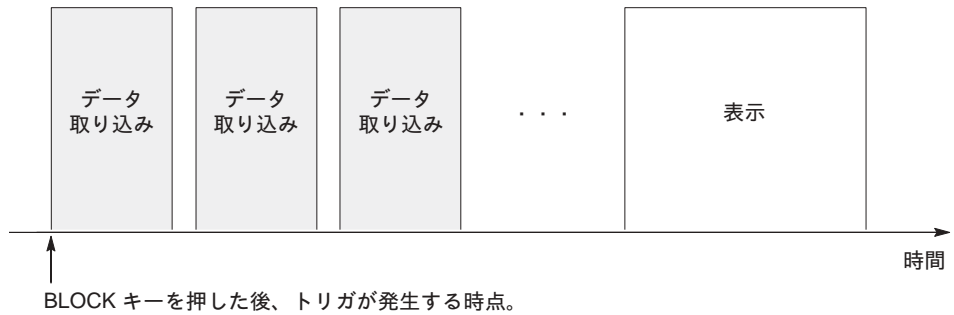 データ
取り込み
データ
取り込み
データ
取り込み
・・・
表示
時間
BLOCK キーを押した後、トリガが発生する時点。